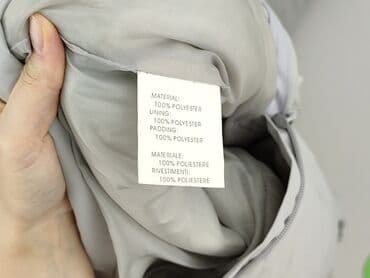 MATERIAL:
100% POLYESTER
LINING:
100% POLYESTER
PADDING:
100% POLYESTER
MATERIALE:
100% POLIESTERE
RIVESTIMENTI:
100% POLIESTERE